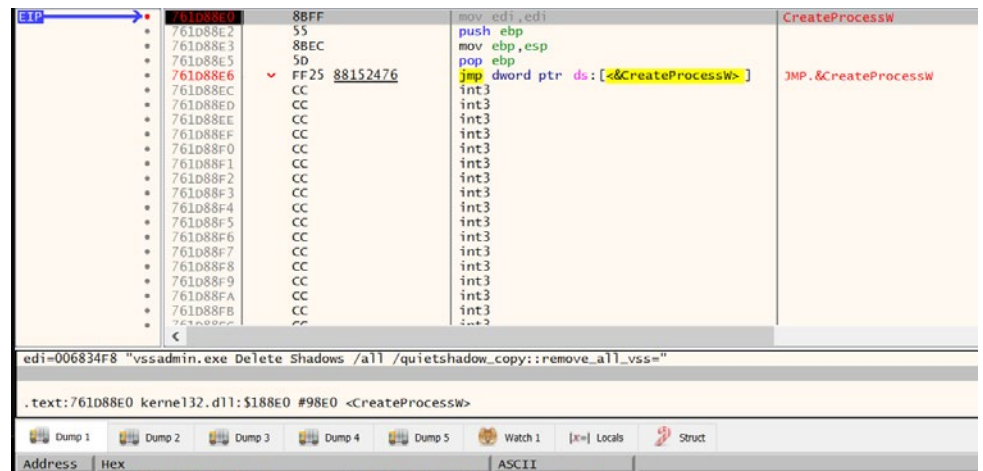 EIP 761D88E0 8BFF mov edi,edi CreateProcessW
761D88E2 55 push ebp
761D88E3 8BEC mov ebp,esp
761D88E5 5D pop ebp
761D88E6 FF25 88152476 jmp dword ptr ds:[<&CreateProcessW>] JMP.&CreateProcessW
761D88EC CC int3
761D88ED CC int3
761D88EE CC int3
761D88EF CC int3
761D88F0 CC int3
761D88F1 CC int3
761D88F2 CC int3
761D88F3 CC int3
761D88F4 CC int3
761D88F5 CC int3
761D88F6 CC int3
761D88F7 CC int3
761D88F8 CC int3
761D88F9 CC int3
761D88FA CC int3
761D88FB CC int3
761D88FC CC int3
edi=006834F8 "vssadmin.exe Delete Shadows /all /quietshadow_copy::remove_all_vss="
.text:761D88E0 kernel32.dll:$188E0 #98E0 <CreateProcessW>
Dump 1 Dump 2 Dump 3 Dump 4 Dump 5 Watch 1 [x=] Locals Struct
Address Hex ASCII